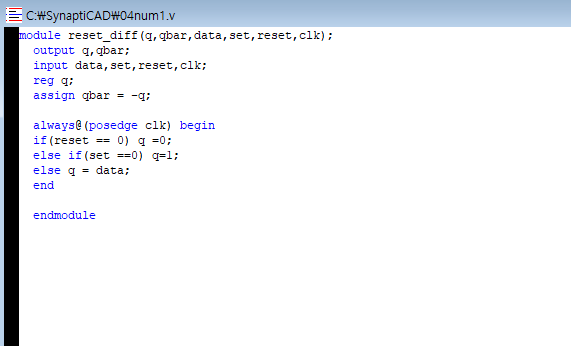 C:₩SynaptiCAD₩04num1.v
module reset_diff(q,qbar,data,set,reset,clk);
output q,qbar;
input data,set,reset,clk;
reg q;
assign qbar = ~q;
always@(posedge clk) begin
if(reset == 0) q =0;
else if(set ==0) q=1;
else q = data;
end
endmodule